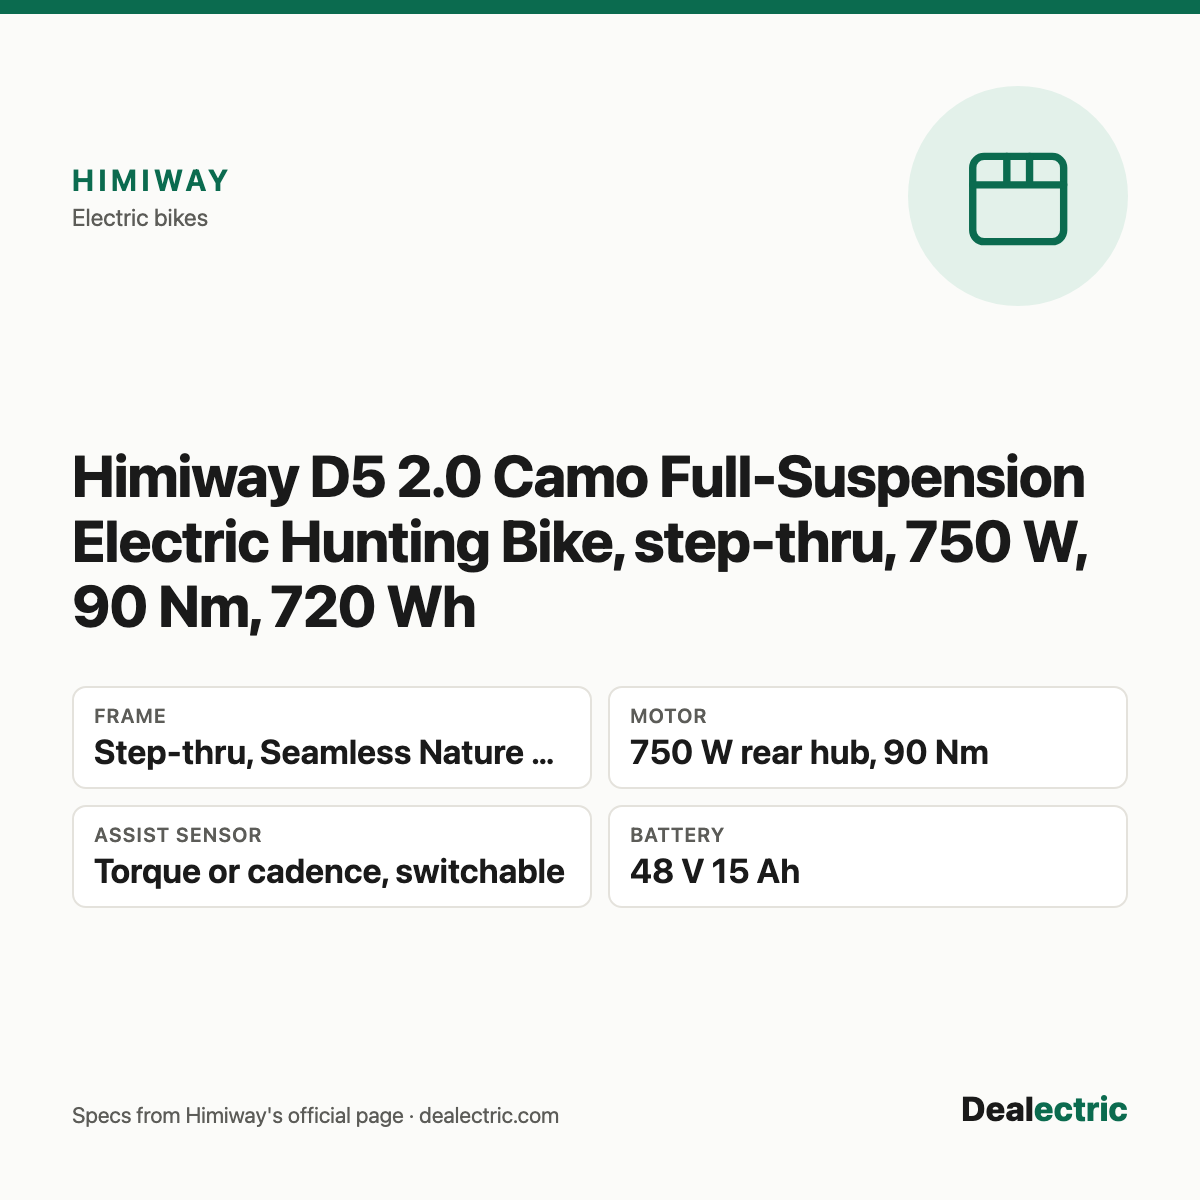 HIMIWAY
Electric bikes
Himiway D5 2.0 Camo Full-Suspension
Electric Hunting Bike, step-thru, 750 W,
90 Nm, 720 Wh
FRAME
Step-thru, Seamless Nature ...
MOTOR
750 W rear hub, 90 Nm
ASSIST SENSOR
Torque or cadence, switchable
BATTERY
48 V 15 Ah
Specs from Himiway's official page · dealectric.com
Dealectric